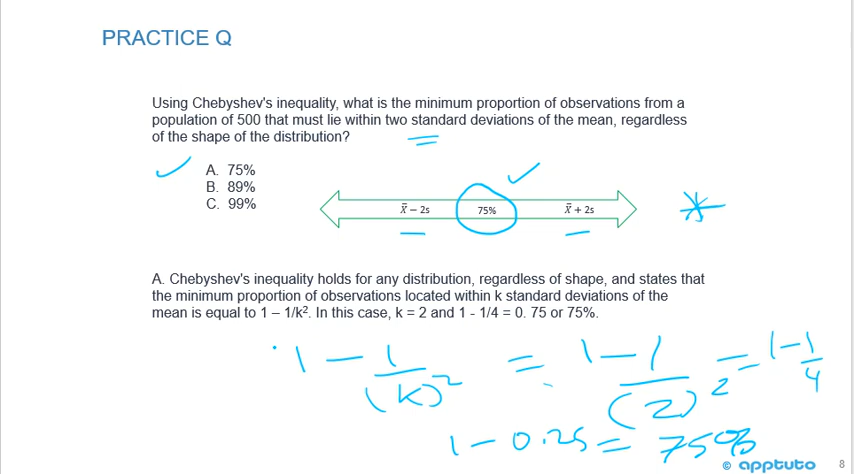 PRACTICE Q
Using Chebyshev's inequality, what is the minimum proportion of observations from a
population of 500 that must lie within two standard deviations of the mean, regardless
of the shape of the distribution?
A. 75%
B. 89%
C. 99%
X̄ − 2s 75% X̄ + 2s
A. Chebyshev's inequality holds for any distribution, regardless of shape, and states that
the minimum proportion of observations located within k standard deviations of the
mean is equal to 1 – 1/k². In this case, k = 2 and 1 - 1/4 = 0. 75 or 75%.
1 − 1/(k)² = 1 − 1/(2)² = 1 − 1/4
1 − 0.25 = 75%
© apptuto 8